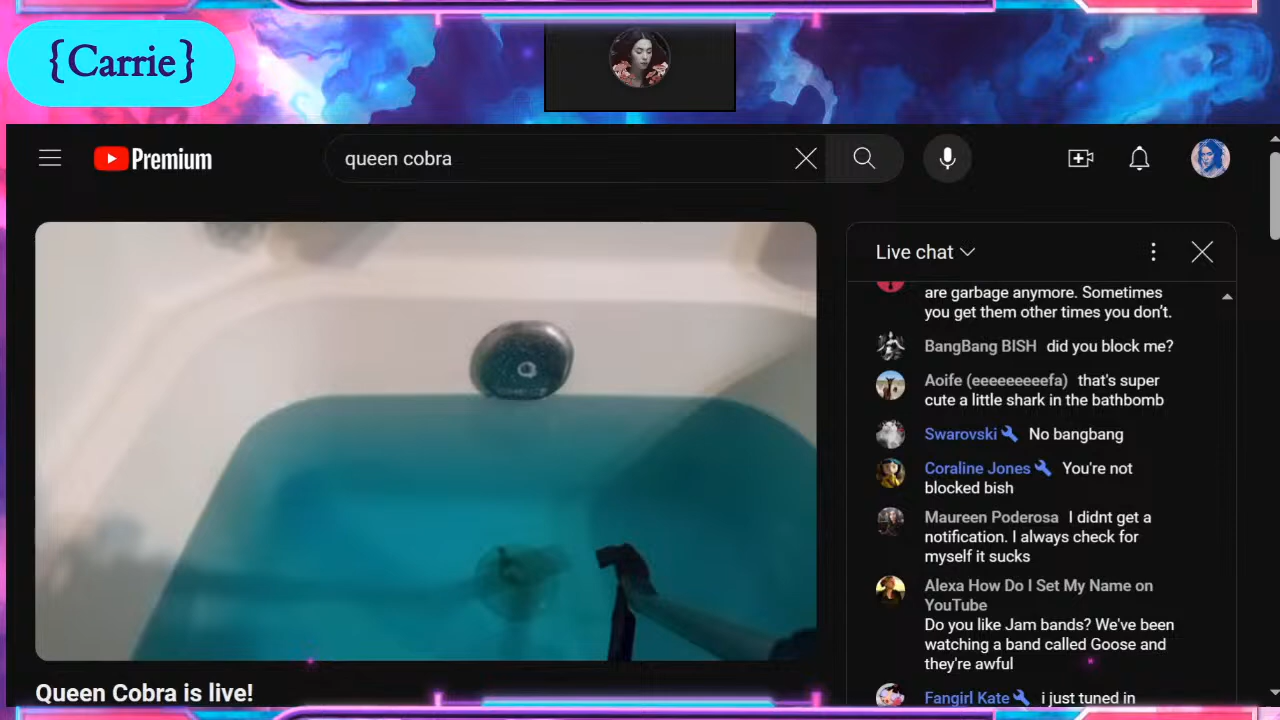 {Carrie}
Premium
queen cobra
Live chat
are garbage anymore. Sometimes
you get them other times you don't.
BangBang BISH did you block me?
Aoife (eeeeeeeefa) that's super
cute a little shark in the bathbomb
Swarovski No bangbang
Coraline Jones You're not
blocked bish
Maureen Poderosa I didnt get a
notification. I always check for
myself it sucks
Alexa How Do I Set My Name on
YouTube
Do you like Jam bands? We've been
watching a band called Goose and
they're awful
Fangirl Kate i just tuned in
Queen Cobra is live!